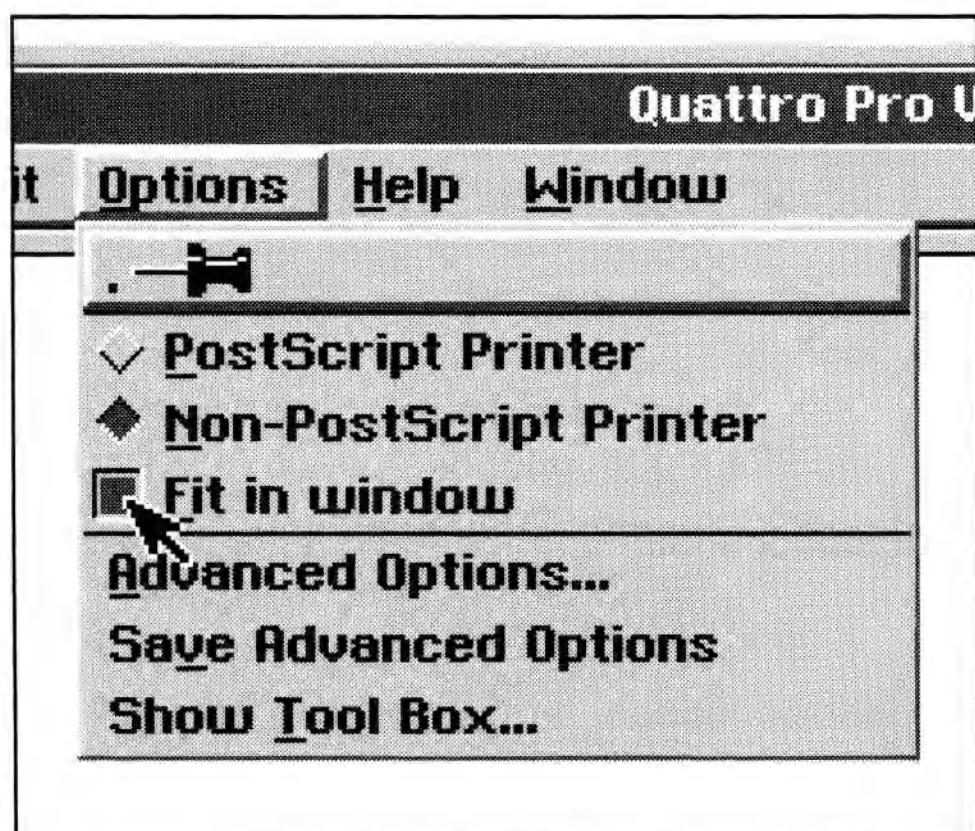 Quattro Pro
it Options Help Window
PostScript Printer
Non-PostScript Printer
Fit in window
Advanced Options...
Save Advanced Options
Show Tool Box...